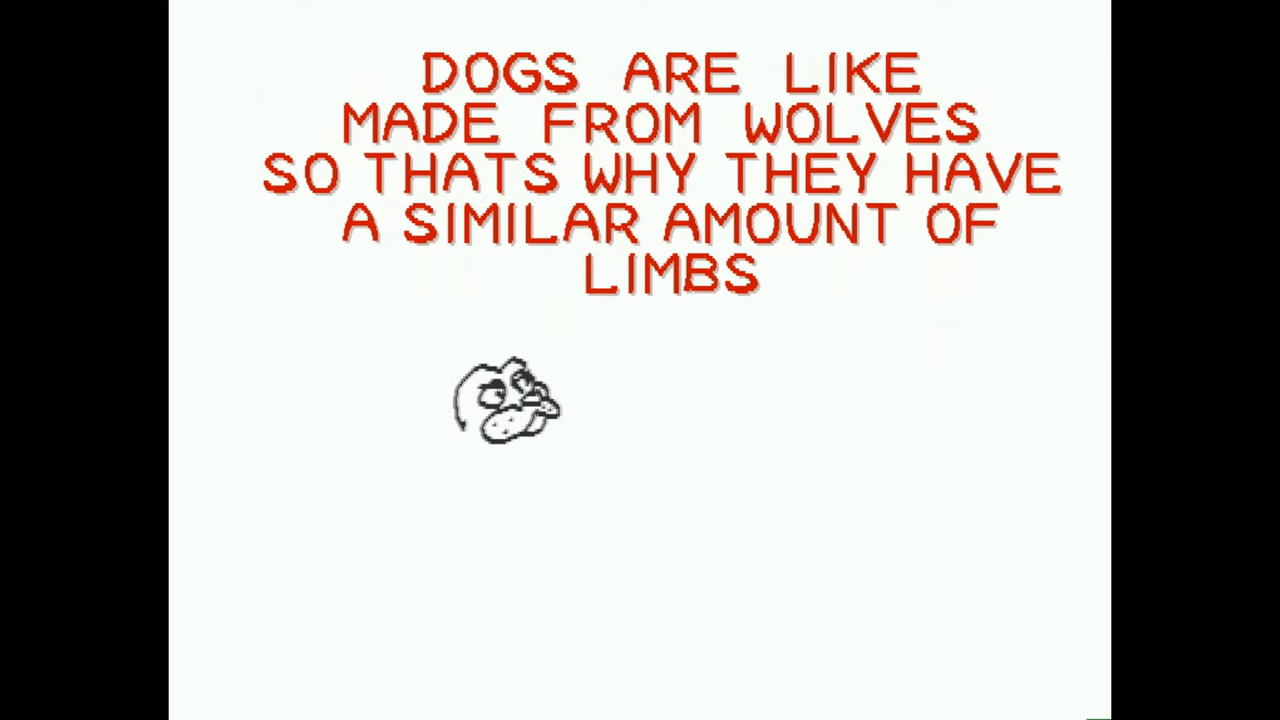 DOGS ARE LIKE
MADE FROM WOLVES
SO THATS WHY THEY HAVE
A SIMILAR AMOUNT OF
LIMBS